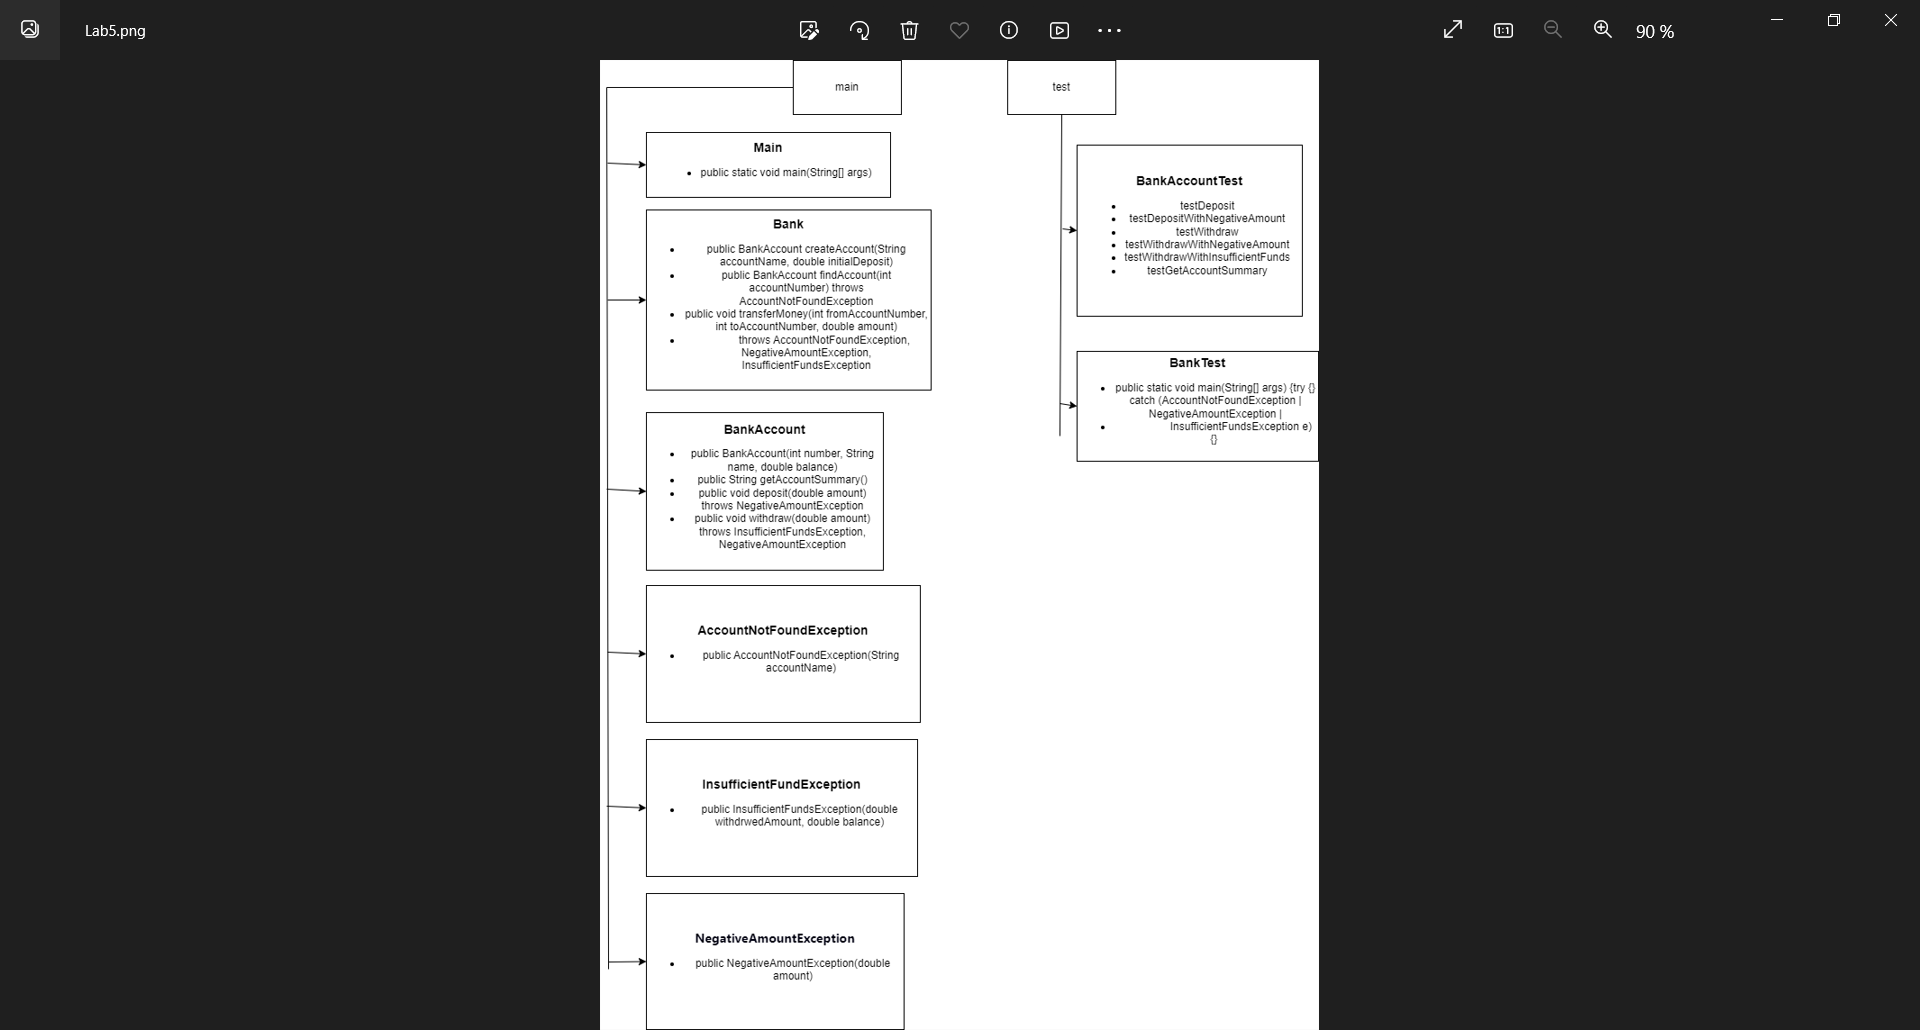 Lab5.png
1:1
90 %
main
test
Main
• public static void main(String[] args)
Bank
• public BankAccount createAccount(String
accountName, double initialDeposit)
• public BankAccount findAccount(int
accountNumber) throws
AccountNotFoundException
• public void transferMoney(int fromAccountNumber,
int toAccountNumber, double amount)
• throws AccountNotFoundException,
NegativeAmountException,
InsufficientFundsException
BankAccount
• public BankAccount(int number, String
name, double balance)
• public String getAccountSummary()
• public void deposit(double amount)
throws NegativeAmountException
• public void withdraw(double amount)
throws InsufficientFundsException,
NegativeAmountException
AccountNotFoundException
• public AccountNotFoundException(String
accountName)
InsufficientFundException
• public InsufficientFundsException(double
withdrwedAmount, double balance)
NegativeAmountException
• public NegativeAmountException(double
amount)
BankAccountTest
• testDeposit
• testDepositWithNegativeAmount
• testWithdraw
• testWithdrawWithNegativeAmount
• testWithdrawWithInsufficientFunds
• testGetAccountSummary
BankTest
• public static void main(String[] args) {try {}
catch (AccountNotFoundException |
NegativeAmountException |
• InsufficientFundsException e)
{}